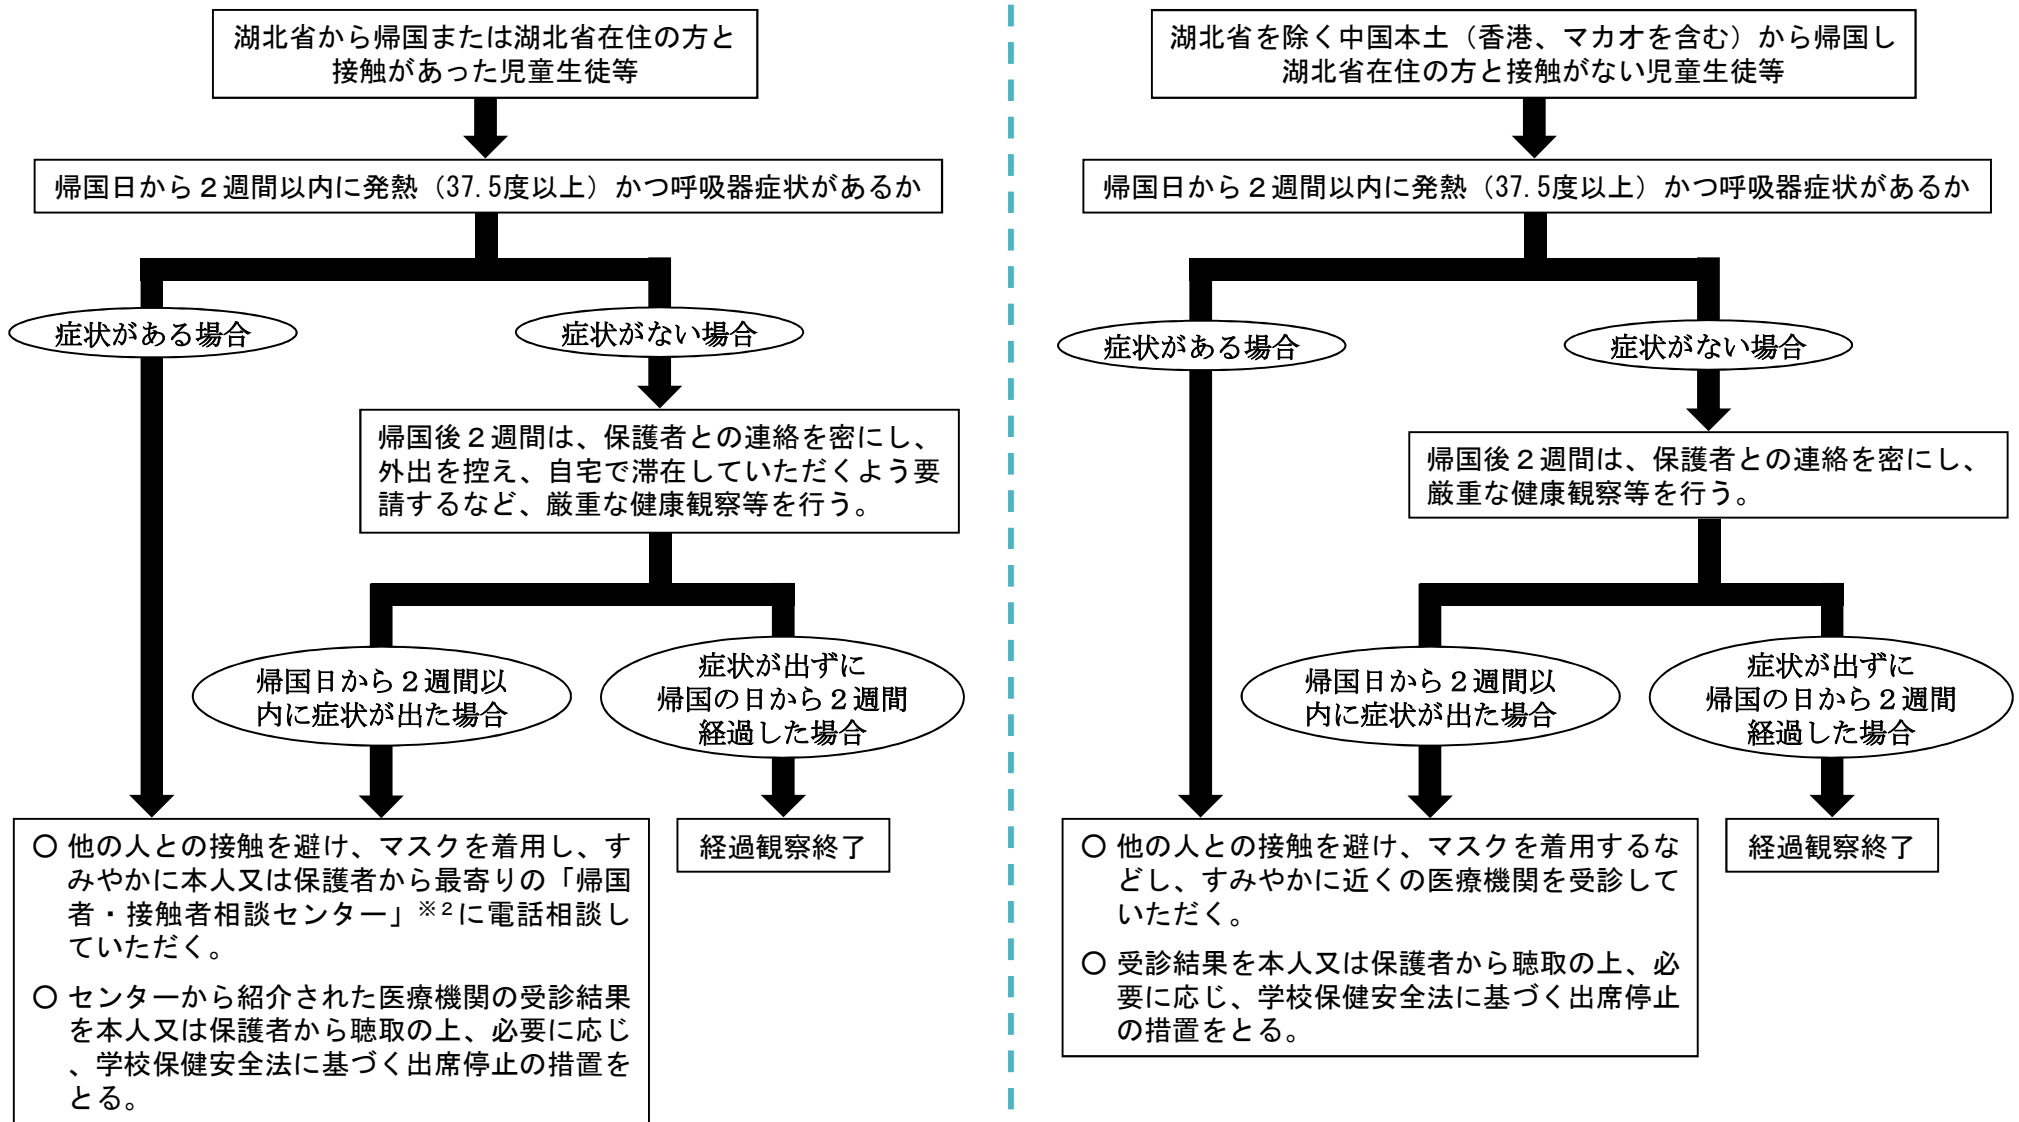 湖北省から帰国または湖北省在住の方と
接触があった児童生徒等
帰国日から２週間以内に発熱（37.5度以上）かつ呼吸器症状があるか
症状がある場合
症状がない場合
帰国後２週間は、保護者との連絡を密にし、
外出を控え、自宅で滞在していただくよう要
請するなど、厳重な健康観察等を行う。
帰国日から２週間以
内に症状が出た場合
症状が出ずに
帰国の日から２週間
経過した場合
〇 他の人との接触を避け、マスクを着用し、す
みやかに本人又は保護者から最寄りの「帰国
者・接触者相談センター」※２に電話相談し
ていただく。
〇 センターから紹介された医療機関の受診結果
を本人又は保護者から聴取の上、必要に応じ
、学校保健安全法に基づく出席停止の措置を
とる。
経過観察終了
湖北省を除く中国本土（香港、マカオを含む）から帰国し
湖北省在住の方と接触がない児童生徒等
帰国日から２週間以内に発熱（37.5度以上）かつ呼吸器症状があるか
症状がある場合
症状がない場合
帰国後２週間は、保護者との連絡を密にし、
厳重な健康観察等を行う。
帰国日から２週間以
内に症状が出た場合
症状が出ずに
帰国の日から２週間
経過した場合
〇 他の人との接触を避け、マスクを着用するな
どし、すみやかに近くの医療機関を受診して
いただく。
〇 受診結果を本人又は保護者から聴取の上、必
要に応じ、学校保健安全法に基づく出席停止
の措置をとる。
経過観察終了